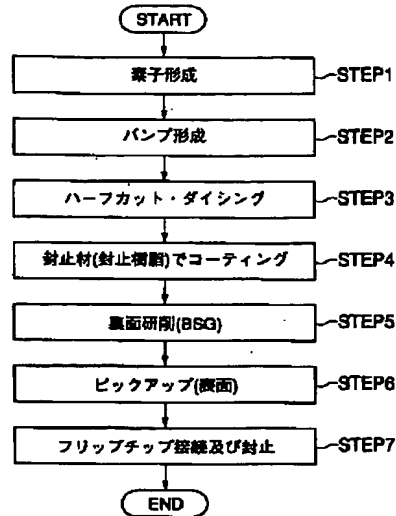 START
素子形成 STEP1
バンプ形成 STEP2
ハーフカット・ダイシング STEP3
封止材(封止樹脂)でコーティング STEP4
裏面研削(BSG) STEP5
ピックアップ(表面) STEP6
フリップチップ接続及び封止 STEP7
END